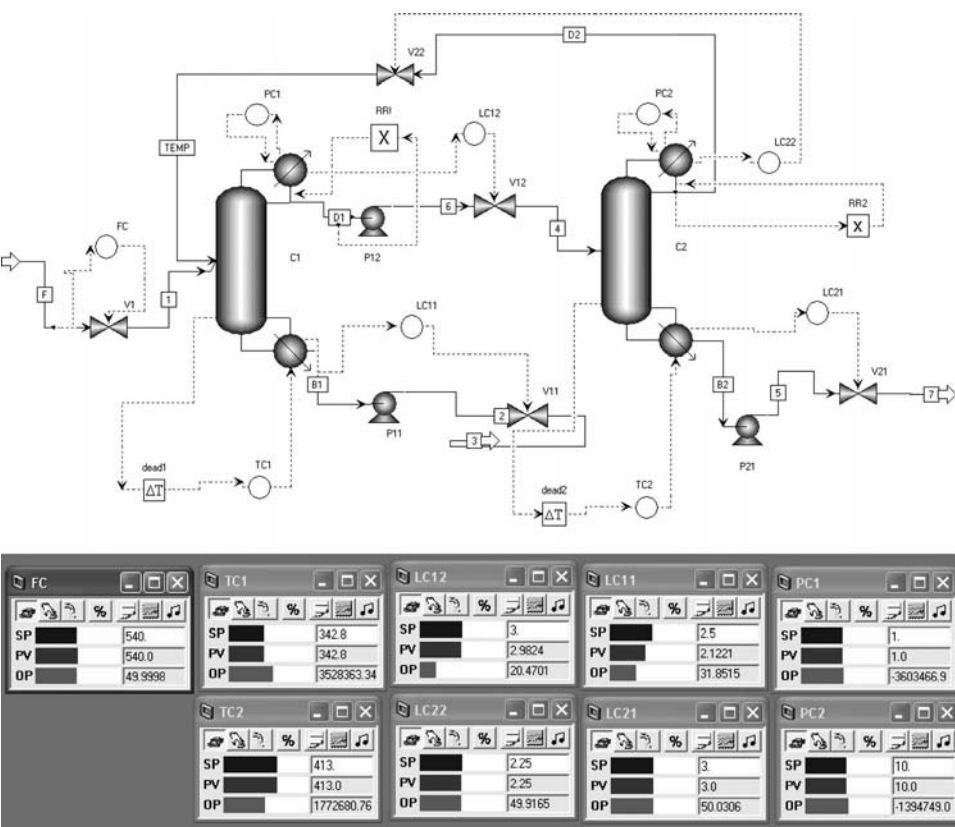 D2
V22
PC1
PC2
RR1
LC12
LC22
TEMP
X
V12
FC
D1
6
RR2
X
4
P12
C1
C2
F
V1
1
LC11
LC21
B1
V11
B2
5
V21
7
2
P11
3
P21
dead1
TC1
ΔT
dead2
TC2
ΔT
FC
SP 540.
PV 540.0
OP 49.9998
%
TC1
%
SP 342.8
PV 342.8
OP 3528363.34
LC12
%
SP 3.
PV 2.9824
OP 20.4701
LC11
%
SP 2.5
PV 2.1221
OP 31.8515
PC1
%
SP 1.
PV 1.0
OP -3603466.9
TC2
%
SP 413.
PV 413.0
OP 1772680.76
LC22
%
SP 2.25
PV 2.25
OP 49.9165
LC21
%
SP 3.
PV 3.0
OP 50.0306
PC2
%
SP 10.
PV 10.0
OP -1394749.0